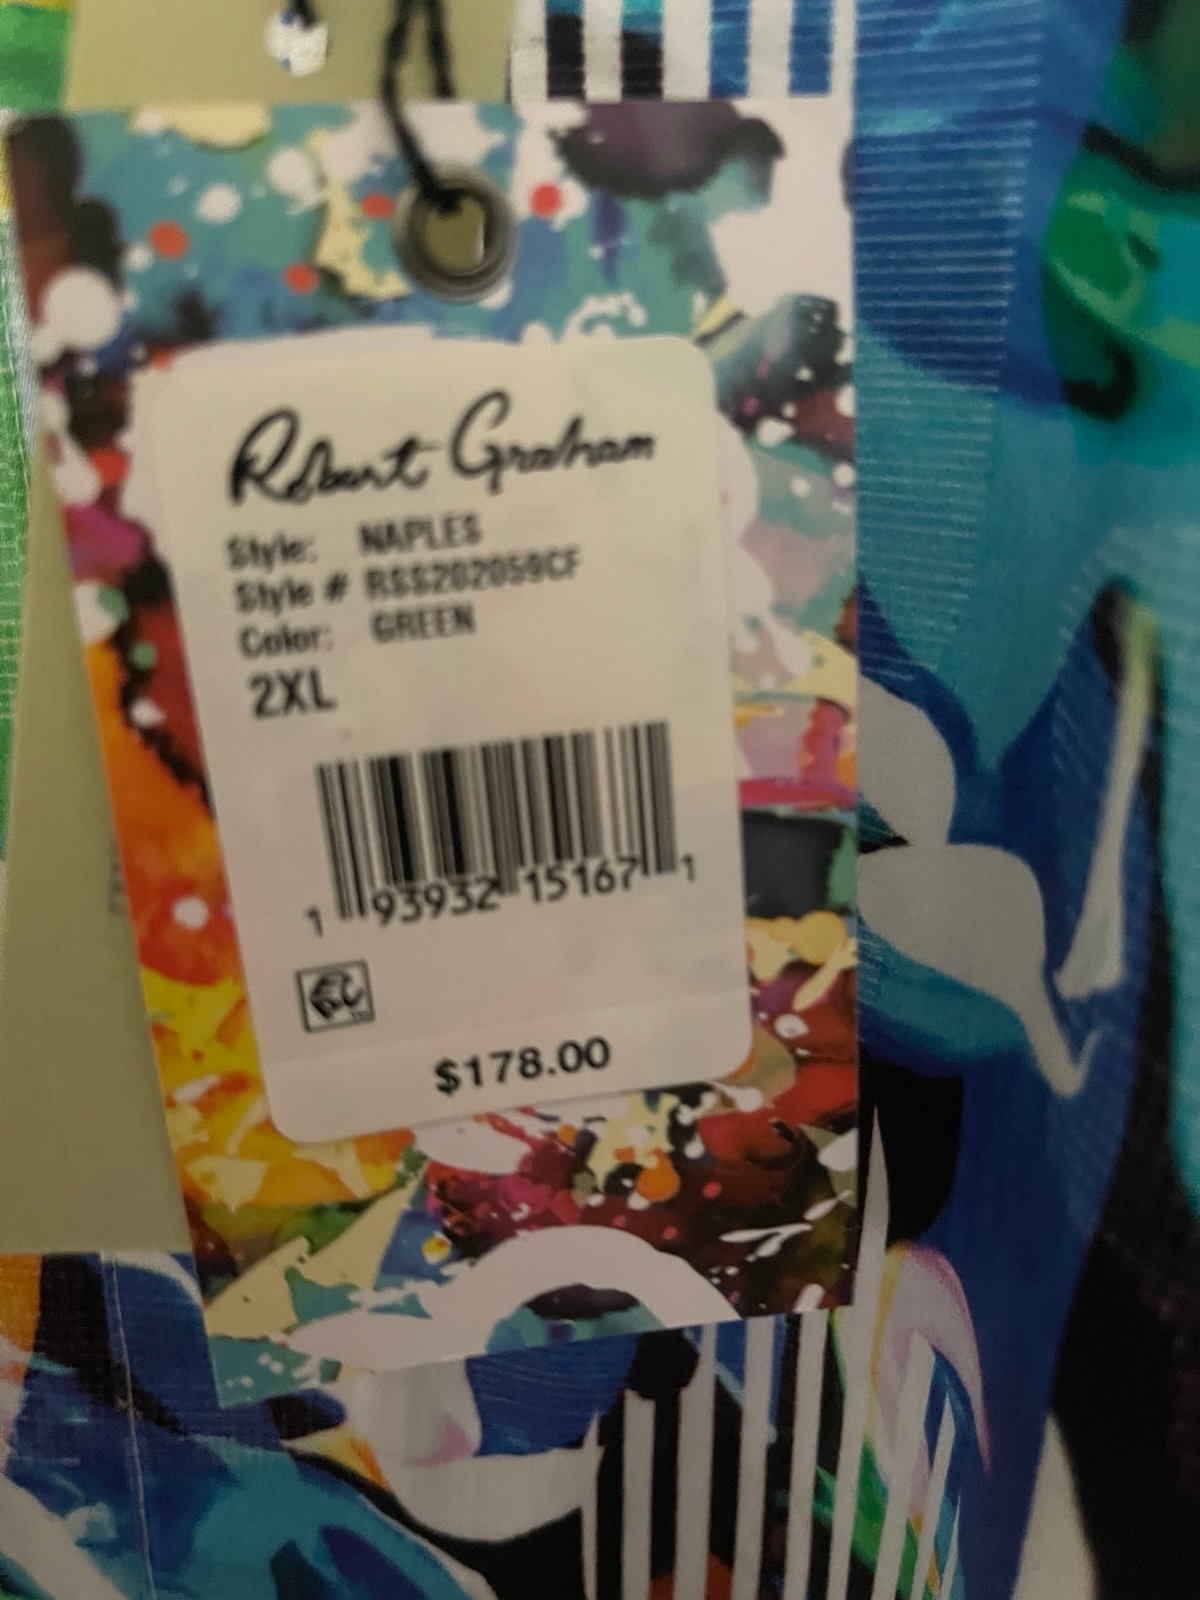 Robert Graham
Style: NAPLES
Style # RSS202059CF
Color: GREEN
2XL
1 93932 15167 1
$178.00